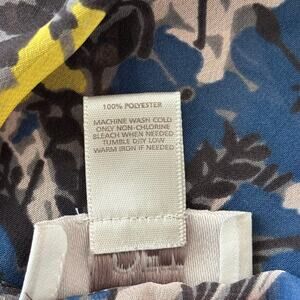 100% POLYESTER
MACHINE WASH COLD
ONLY NON-CHLORINE
BLEACH WHEN NEEDED
TUMBLE DRY LOW
WARM IRON IF NEEDED